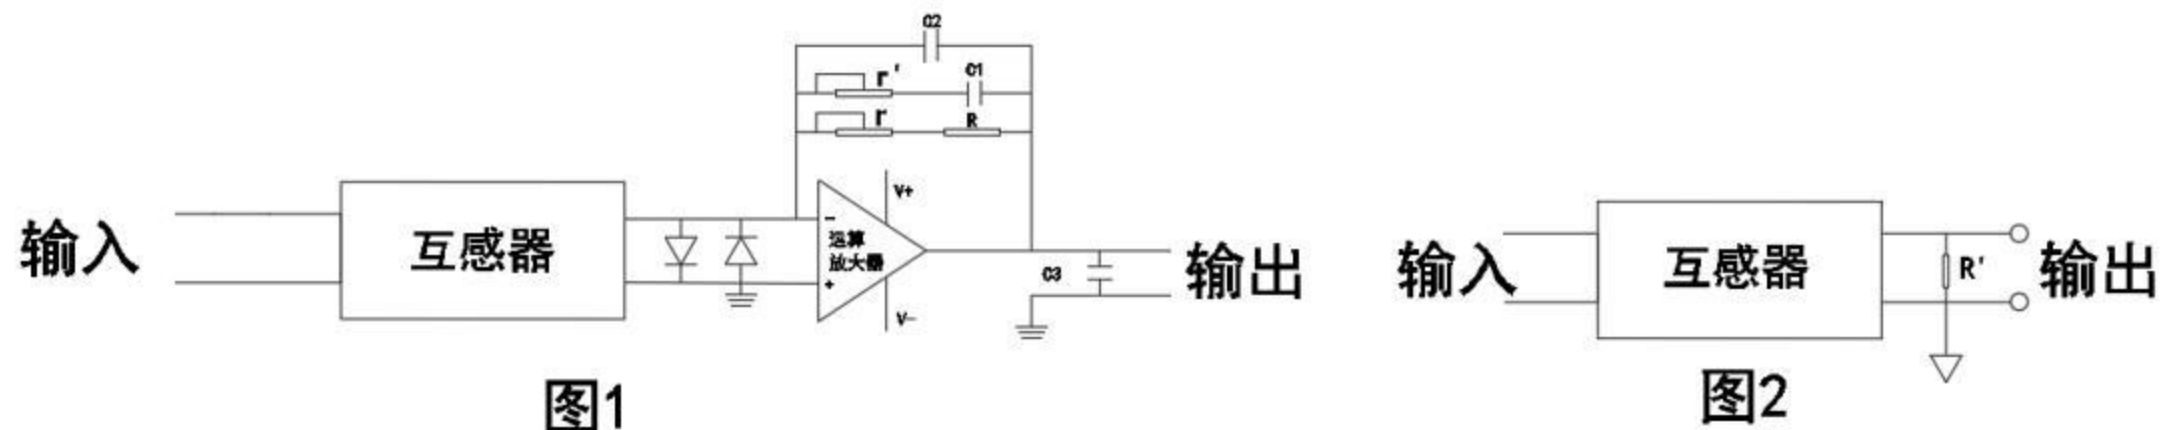 C2
r'
C1
r
R
V+
输入
互感器
-
运算
放大器
+
C3
输出
V-
图1
输入
互感器
R'
输出
图2